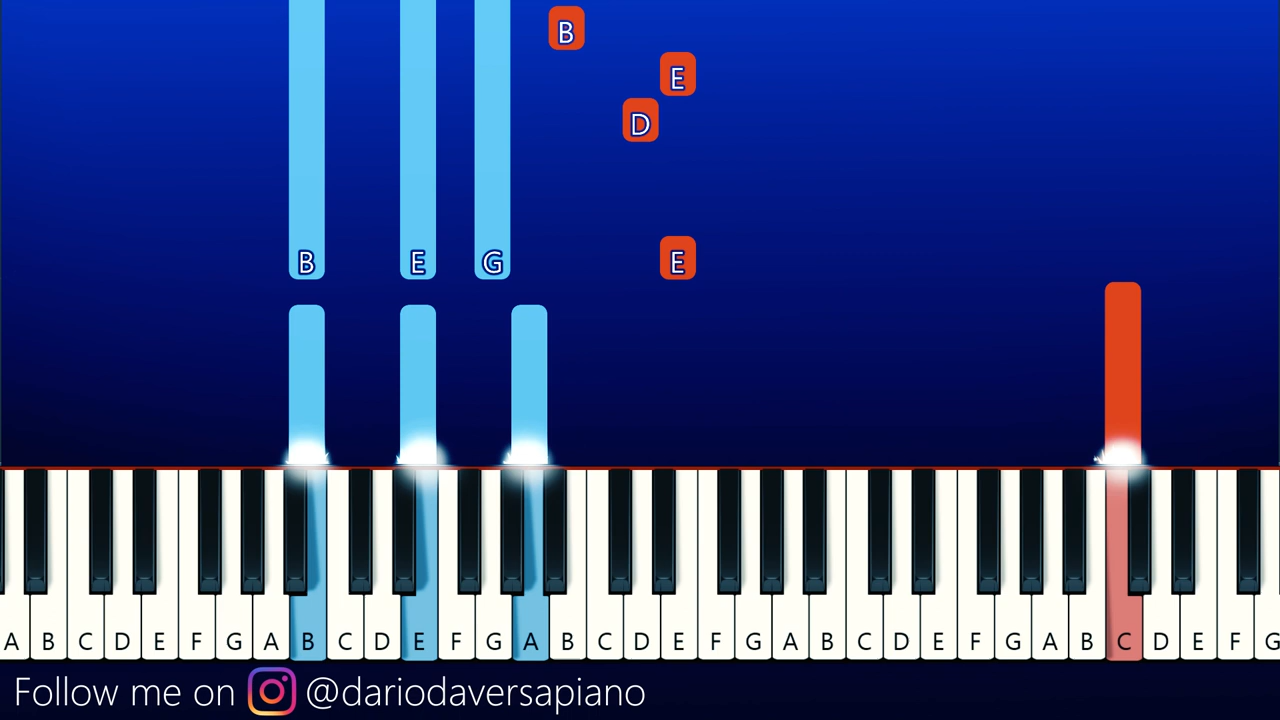 B
E
D
B E G E
A B C D E F G A B C D E F G A B C D E F G A B C D E F G A B C D E F G
Follow me on @dariodaversapiano